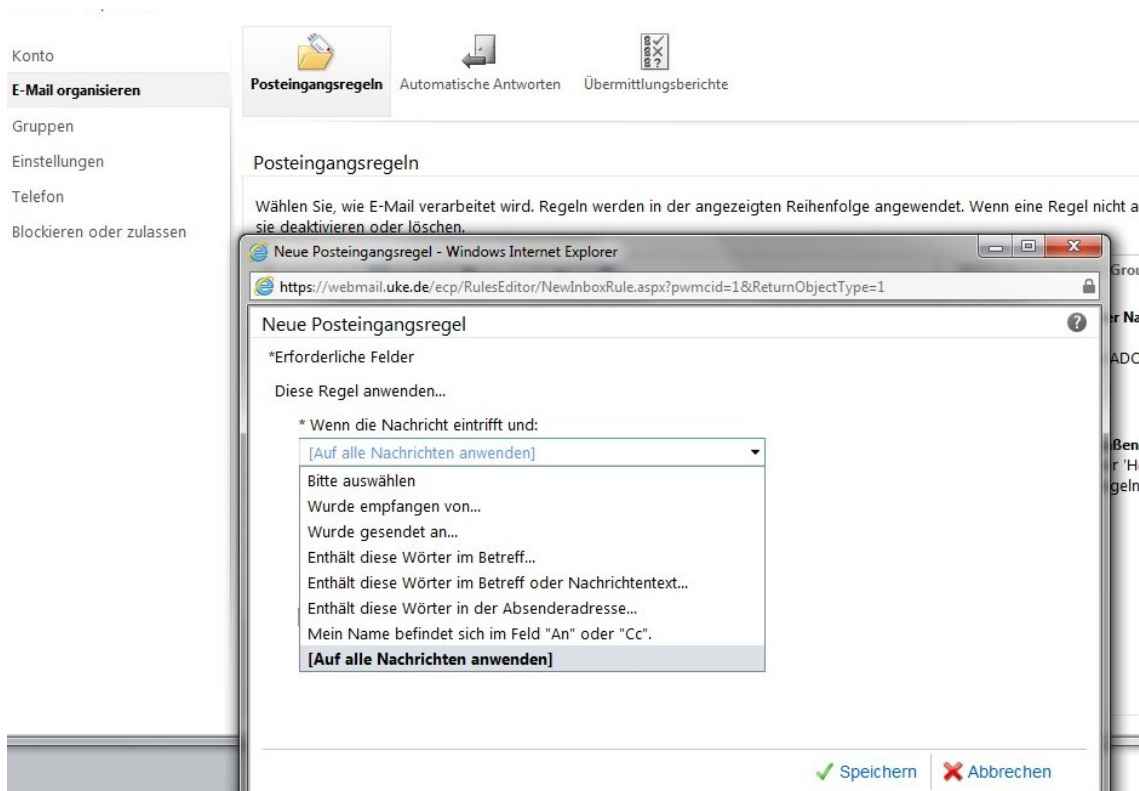 Konto
E-Mail organisieren
Gruppen
Einstellungen
Telefon
Blockieren oder zulassen
Posteingangsregeln
Automatische Antworten
Übermittlungsberichte
Posteingangsregeln
Wählen Sie, wie E-Mail verarbeitet wird. Regeln werden in der angezeigten Reihenfolge angewendet. Wenn eine Regel nicht a
sie deaktivieren oder löschen.
Neue Posteingangsregel - Windows Internet Explorer
https://webmail.uke.de/ecp/RulesEditor/NewInboxRule.aspx?pwmcid=1&ReturnObjectType=1
Neue Posteingangsregel
*Erforderliche Felder
Diese Regel anwenden...
* Wenn die Nachricht eintrifft und:
[Auf alle Nachrichten anwenden]
Bitte auswählen
Wurde empfangen von...
Wurde gesendet an...
Enthält diese Wörter im Betreff...
Enthält diese Wörter im Betreff oder Nachrichtentext...
Enthält diese Wörter in der Absenderadresse...
Mein Name befindet sich im Feld "An" oder "Cc".
[Auf alle Nachrichten anwenden]
Speichern
Abbrechen